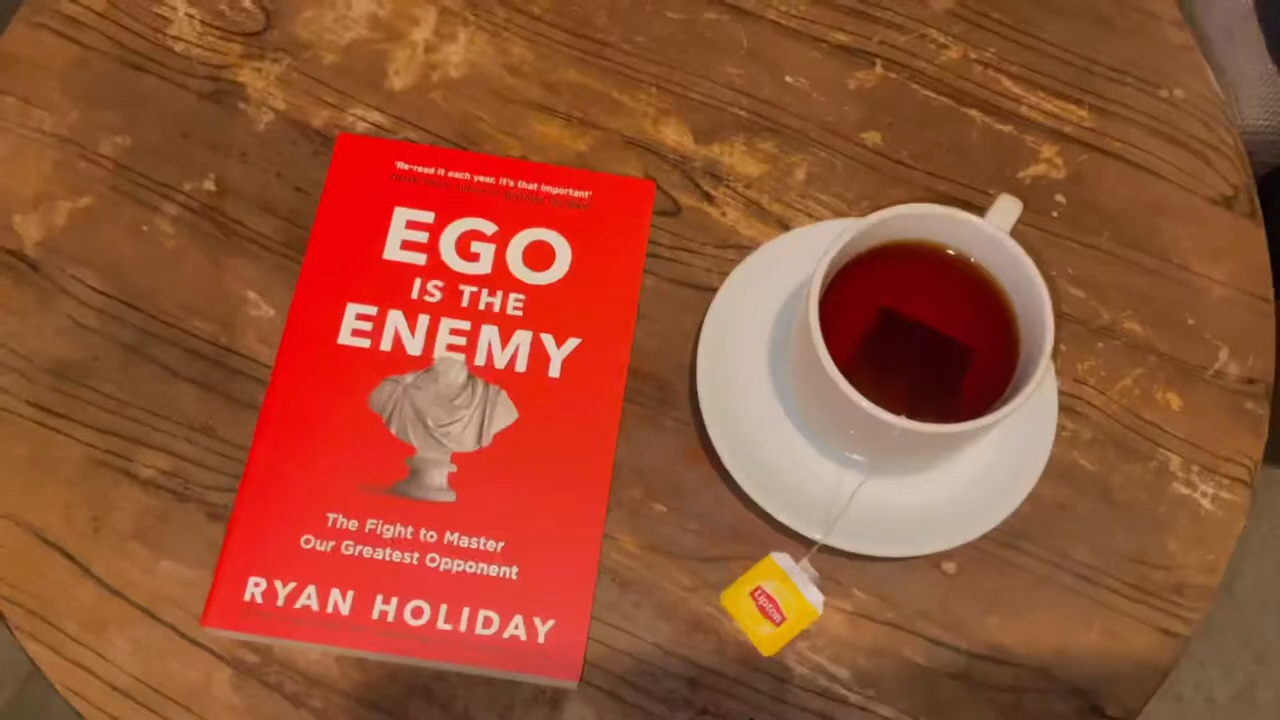 'Re-read it each year. It's that important'
EGO
IS THE
ENEMY
The Fight to Master
Our Greatest Opponent
RYAN HOLIDAY
Lipton